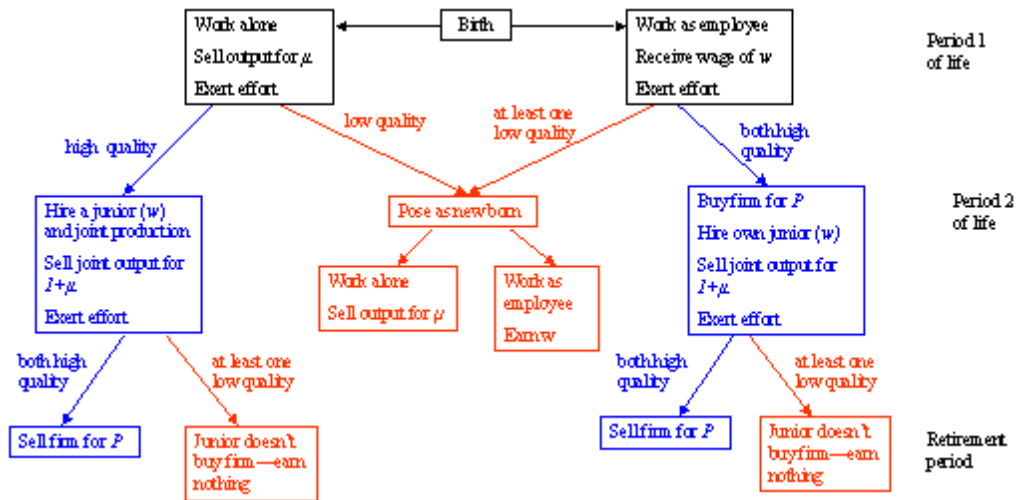 Work alone
Sell output for μ
Exert effort
Birth
Work as employee
Receive wage of w
Exert effort
Period 1
of life
high quality
low quality
at least one
low quality
both high
quality
Hire a junior (w)
and joint production
Sell joint output for
1+μ
Exert effort
Pose as newborn
Buy firm for P
Hire own junior (w)
Sell joint output for
1+μ
Exert effort
Period 2
of life
Work alone
Sell output for μ
Work as
employee
Earn w
both high
quality
at least one
low quality
both high
quality
at least one
low quality
Sell firm for P
Junior doesn't
buy firm—earn
nothing
Sell firm for P
Junior doesn't
buy firm—earn
nothing
Retirement
period